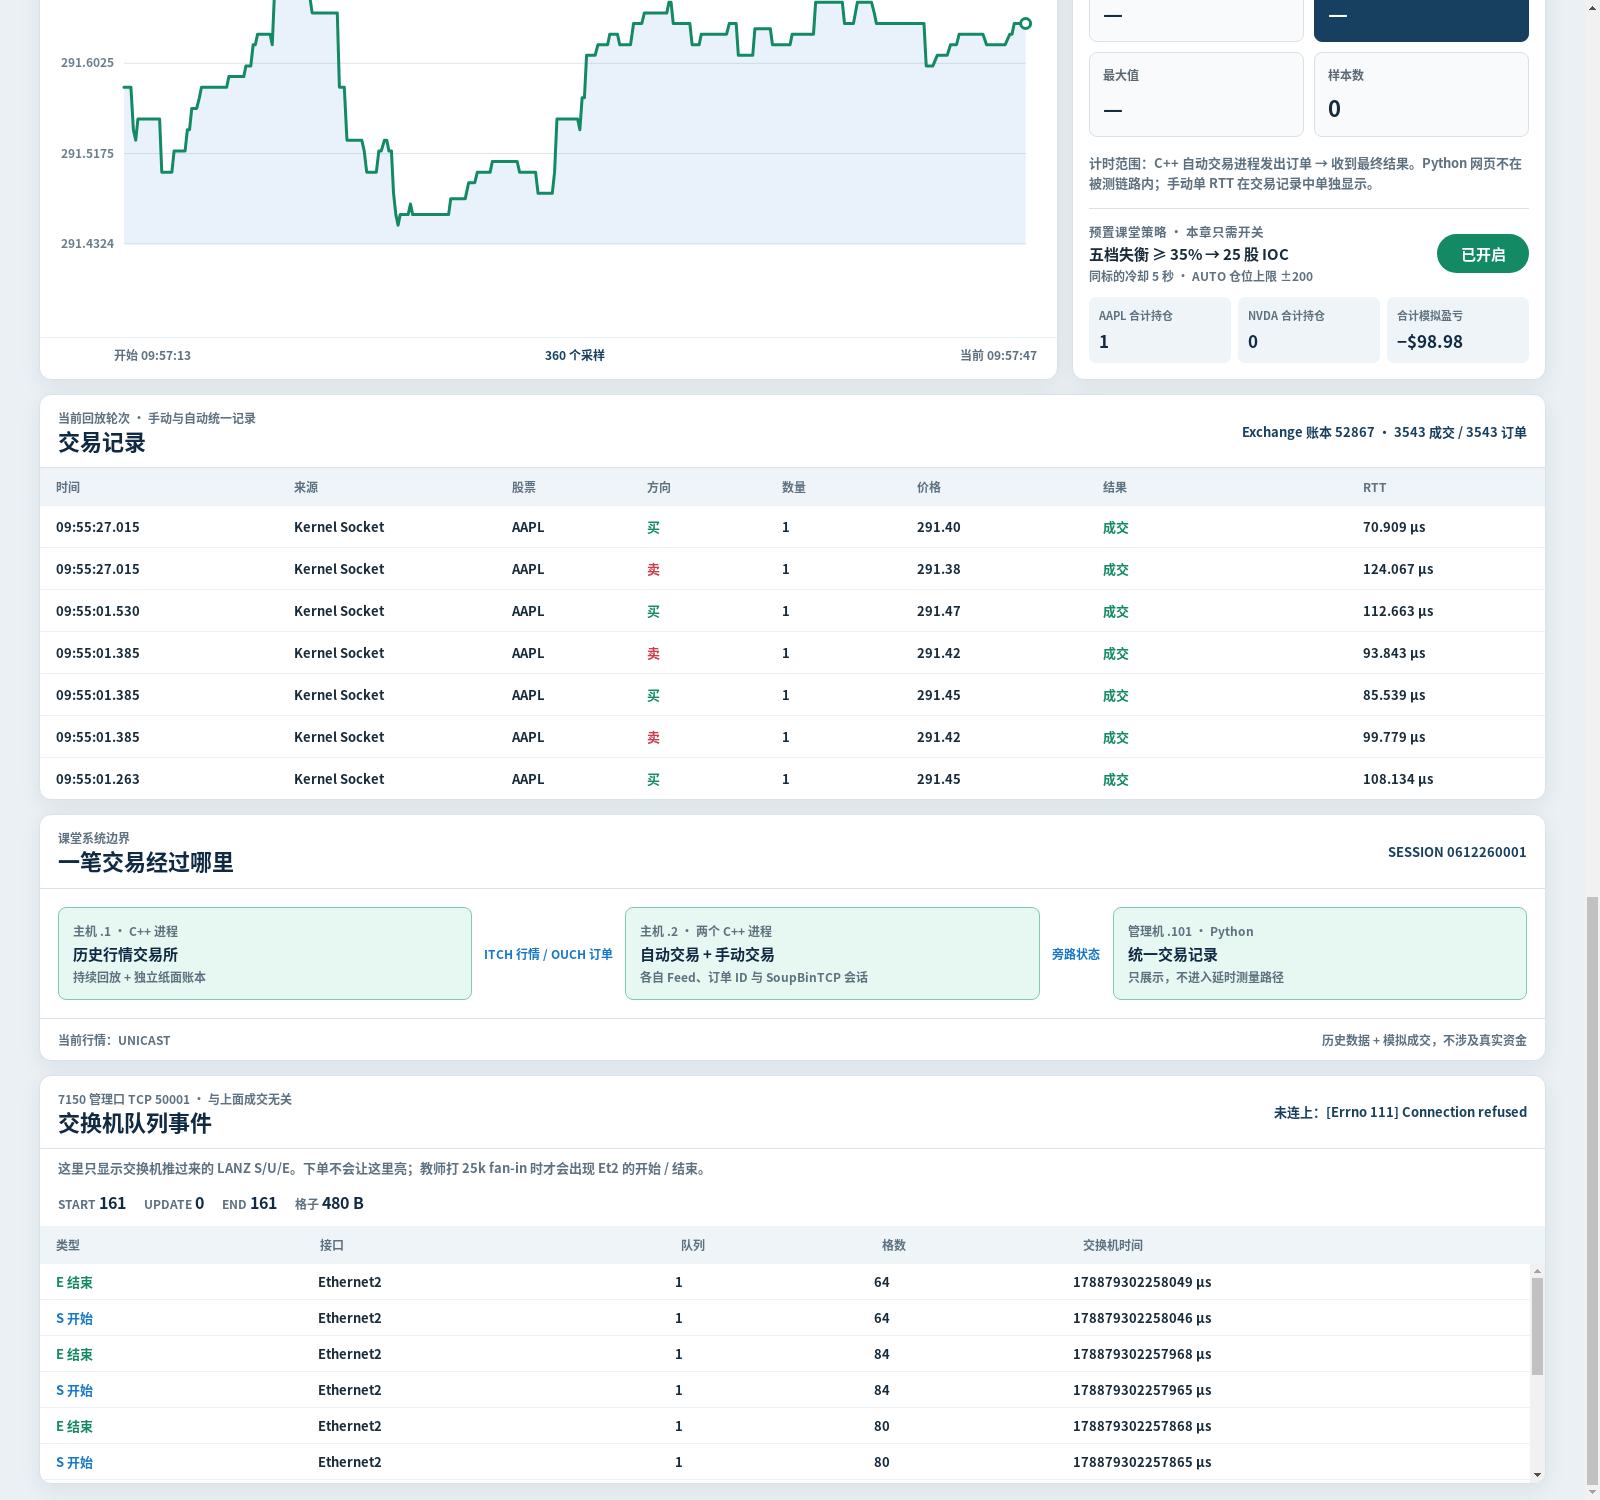 291.6025
291.5175
291.4324
开始 09:57:13
360 个采样
当前 09:57:47
—
—
最大值
—
样本数
0
计时范围：C++ 自动交易进程发出订单 → 收到最终结果。Python 网页不在
被测链路内；手动单 RTT 在交易记录中单独显示。
预置课堂策略 · 本章只需开关
五档失衡 ≥ 35% → 25 股 IOC
同标的冷却 5 秒 · AUTO 仓位上限 ±200
已开启
AAPL 合计持仓
1
NVDA 合计持仓
0
合计模拟盈亏
−$98.98
当前回放轮次 · 手动与自动统一记录
交易记录
Exchange 账本 52867 · 3543 成交 / 3543 订单
时间 来源 股票 方向 数量 价格 结果 RTT
09:55:27.015 Kernel Socket AAPL 买 1 291.40 成交 70.909 µs
09:55:27.015 Kernel Socket AAPL 卖 1 291.38 成交 124.067 µs
09:55:01.530 Kernel Socket AAPL 买 1 291.47 成交 112.663 µs
09:55:01.385 Kernel Socket AAPL 卖 1 291.42 成交 93.843 µs
09:55:01.385 Kernel Socket AAPL 买 1 291.45 成交 85.539 µs
09:55:01.385 Kernel Socket AAPL 卖 1 291.42 成交 99.779 µs
09:55:01.263 Kernel Socket AAPL 买 1 291.45 成交 108.134 µs
课堂系统边界
一笔交易经过哪里
SESSION 0612260001
主机 .1 · C++ 进程
历史行情交易所
持续回放 + 独立纸面账本
ITCH 行情 / OUCH 订单
主机 .2 · 两个 C++ 进程
自动交易 + 手动交易
各自 Feed、订单 ID 与 SoupBinTCP 会话
旁路状态
管理机 .101 · Python
统一交易记录
只展示，不进入延时测量路径
当前行情：UNICAST
历史数据 + 模拟成交，不涉及真实资金
7150 管理口 TCP 50001 · 与上面成交无关
交换机队列事件
未连上：[Errno 111] Connection refused
这里只显示交换机推过来的 LANZ S/U/E。下单不会让这里亮；教师打 25k fan-in 时才会出现 Et2 的开始 / 结束。
START 161 UPDATE 0 END 161 格子 480 B
类型 接口 队列 格数 交换机时间
E 结束 Ethernet2 1 64 178879302258049 µs
S 开始 Ethernet2 1 64 178879302258046 µs
E 结束 Ethernet2 1 84 178879302257968 µs
S 开始 Ethernet2 1 84 178879302257965 µs
E 结束 Ethernet2 1 80 178879302257868 µs
S 开始 Ethernet2 1 80 178879302257865 µs